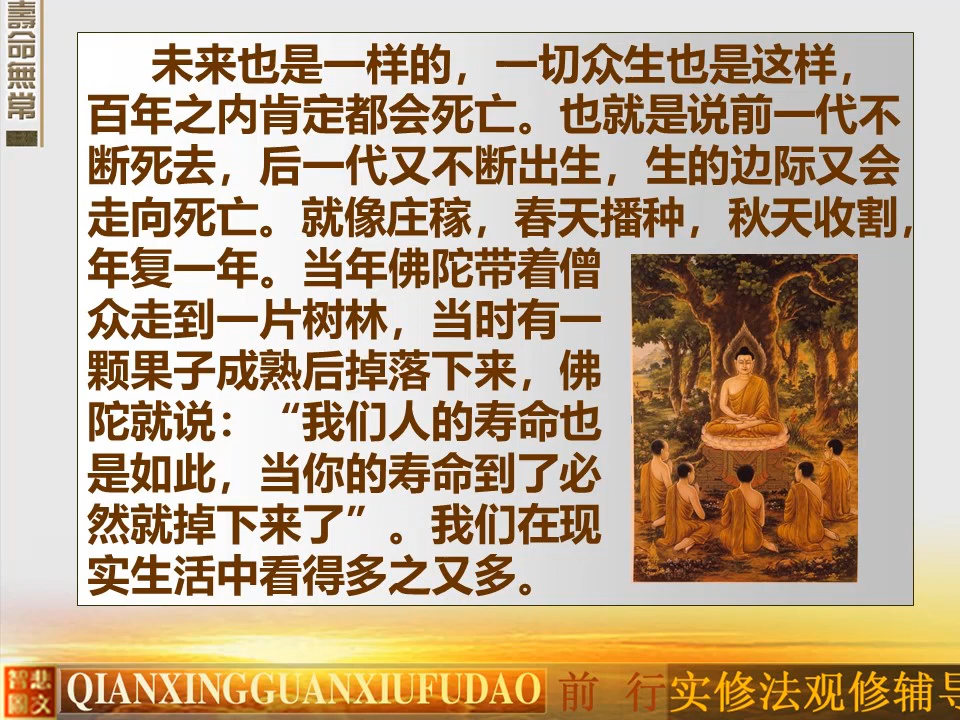 壽命無常
未来也是一样的，一切众生也是这样，
百年之内肯定都会死亡。也就是说前一代不
断死去，后一代又不断出生，生的边际又会
走向死亡。就像庄稼，春天播种，秋天收割，
年复一年。当年佛陀带着僧
众走到一片树林，当时有一
颗果子成熟后掉落下来，佛
陀就说：“我们人的寿命也
是如此，当你的寿命到了必
然就掉下来了”。我们在现
实生活中看得多之又多。
QIANXINGGUANXIUFUDAO 前 行 实修法观修辅导